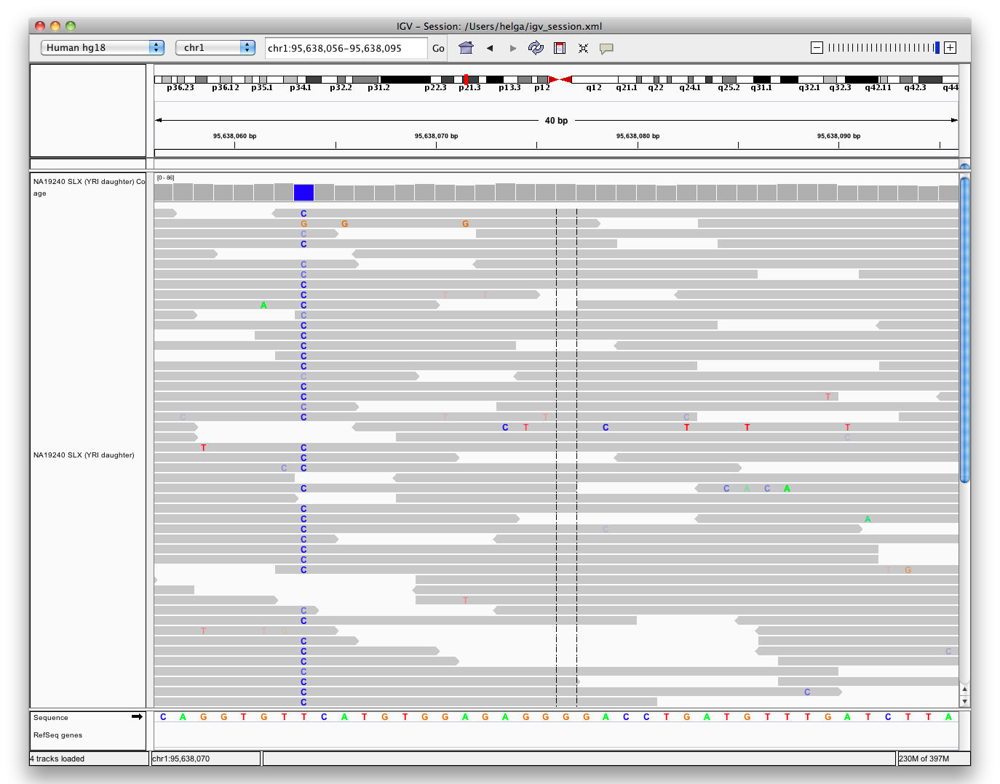 IGV - Session: /Users/helga/igv_session.xml
Human hg18 chr1 chr1:95,638,056-95,638,095 Go
p36.23 p36.12 p35.1 p34.1 p32.2 p31.2 p22.3 p21.3 p13.3 p12 q12 q21.1 q22 q24.1 q25.2 q31.1 q32.1 q32.3 q42.11 q42.3 q44
40 bp
95,638,060 bp 95,638,070 bp 95,638,080 bp 95,638,090 bp
NA19240 SLX (YRI daughter) Co
age
[0 - 86]
C
G G G
C
C
C
C
C
C T T
A C
C
C
C
C
C
C
C
C
C T
C
C C T T C
C T C T T T
C
T C
C
C C
NA19240 SLX (YRI daughter)
C C A C A
C
C A
C C
C
C
C
C T G
T
C
C
T T G
C
C C
C
C
C
C C
C
Sequence C A G G T G T T C A T G T G G A G A G G G G A C C T G A T G T T T G A T C T T A
RefSeq genes
4 tracks loaded chr1:95,638,070 230M of 397M